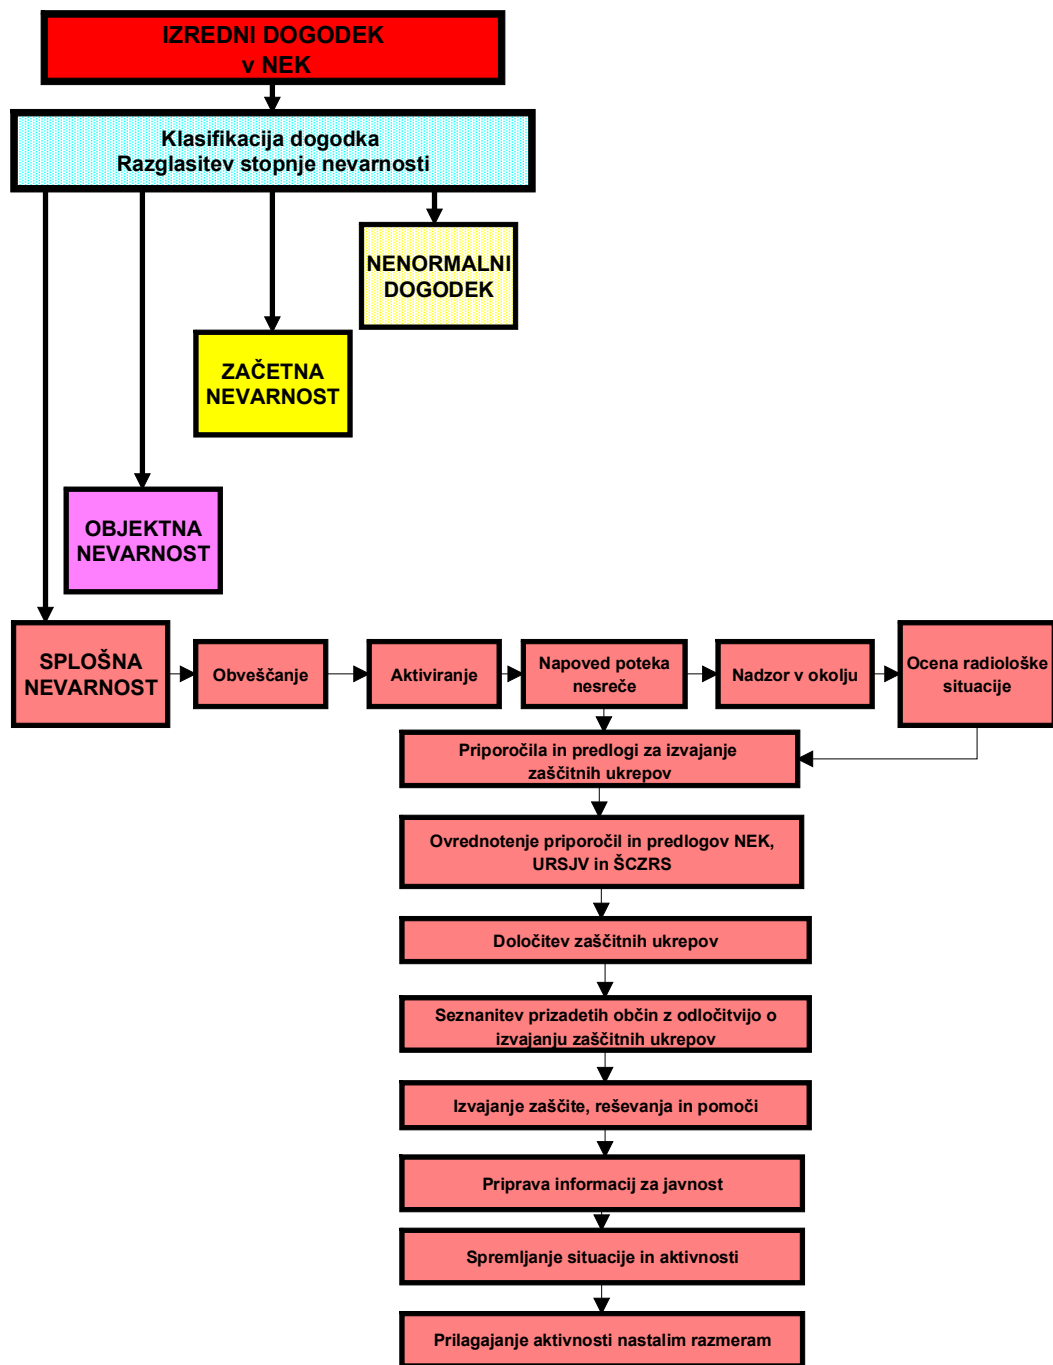 IZREDNI DOGODEK
v NEK
Klasifikacija dogodka
Razglasitev stopnje nevarnosti
NENORMALNI
DOGODEK
ZAČETNA
NEVARNOST
OBJEKTNA
NEVARNOST
SPLOŠNA
NEVARNOST
Obveščanje
Aktiviranje
Napoved poteka
nesreče
Nadzor v okolju
Ocena radiološke
situacije
Priporočila in predlogi za izvajanje
zaščitnih ukrepov
Ovrednotenje priporočil in predlogov NEK,
URSJV in ŠCZRS
Določitev zaščitnih ukrepov
Seznanitev prizadetih občin z odločitvijo o
izvajanju zaščitnih ukrepov
Izvajanje zaščite, reševanja in pomoči
Priprava informacij za javnost
Spremljanje situacije in aktivnosti
Prilagajanje aktivnosti nastalim razmeram